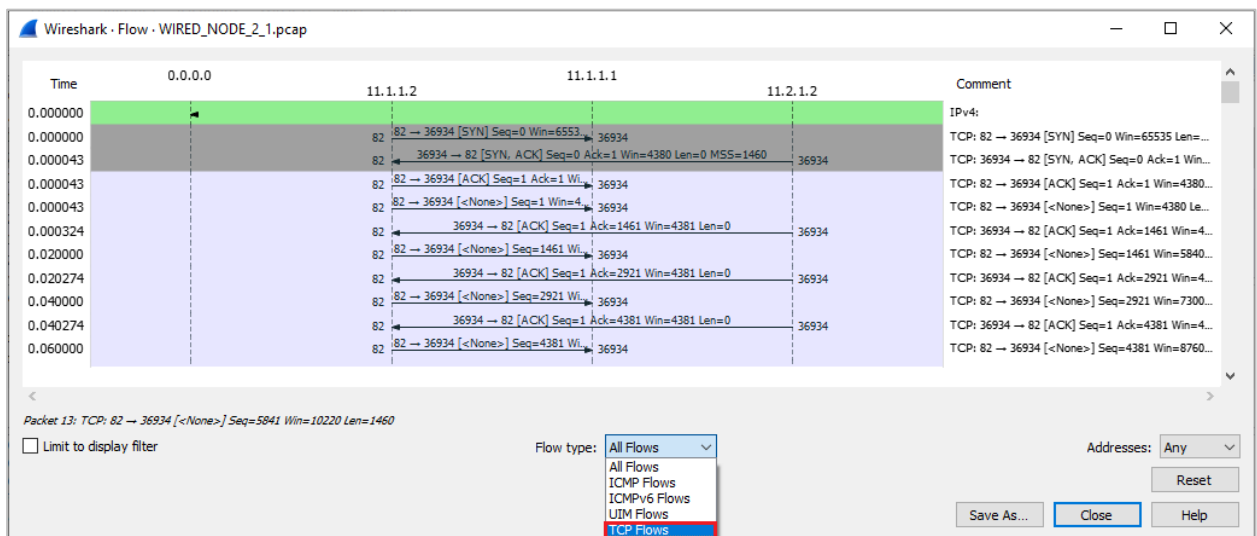 Wireshark · Flow · WIRED_NODE_2_1.pcap
Time 0.0.0.0 11.1.1.2 11.1.1.1 11.2.1.2 Comment
0.000000 IPv4:
0.000000 82 82 → 36934 [SYN] Seq=0 Win=6553... 36934 TCP: 82 → 36934 [SYN] Seq=0 Win=65535 Len=...
0.000043 82 36934 → 82 [SYN, ACK] Seq=0 Ack=1 Win=4380 Len=0 MSS=1460 36934 TCP: 36934 → 82 [SYN, ACK] Seq=0 Ack=1 Win...
0.000043 82 82 → 36934 [ACK] Seq=1 Ack=1 Wi... 36934 TCP: 82 → 36934 [ACK] Seq=1 Ack=1 Win=4380...
0.000043 82 82 → 36934 [<None>] Seq=1 Win=4... 36934 TCP: 82 → 36934 [<None>] Seq=1 Win=4380 Le...
0.000324 82 36934 → 82 [ACK] Seq=1 Ack=1461 Win=4381 Len=0 36934 TCP: 36934 → 82 [ACK] Seq=1 Ack=1461 Win=4...
0.020000 82 82 → 36934 [<None>] Seq=1461 Wi... 36934 TCP: 82 → 36934 [<None>] Seq=1461 Win=5840...
0.020274 82 36934 → 82 [ACK] Seq=1 Ack=2921 Win=4381 Len=0 36934 TCP: 36934 → 82 [ACK] Seq=1 Ack=2921 Win=4...
0.040000 82 82 → 36934 [<None>] Seq=2921 Wi... 36934 TCP: 82 → 36934 [<None>] Seq=2921 Win=7300...
0.040274 82 36934 → 82 [ACK] Seq=1 Ack=4381 Win=4381 Len=0 36934 TCP: 36934 → 82 [ACK] Seq=1 Ack=4381 Win=4...
0.060000 82 82 → 36934 [<None>] Seq=4381 Wi... 36934 TCP: 82 → 36934 [<None>] Seq=4381 Win=8760...
Packet 13: TCP: 82 → 36934 [<None>] Seq=5841 Win=10220 Len=1460
Limit to display filter Flow type: All Flows Addresses: Any
All Flows
ICMP Flows
ICMPv6 Flows
UIM Flows
TCP Flows
Reset
Save As... Close Help